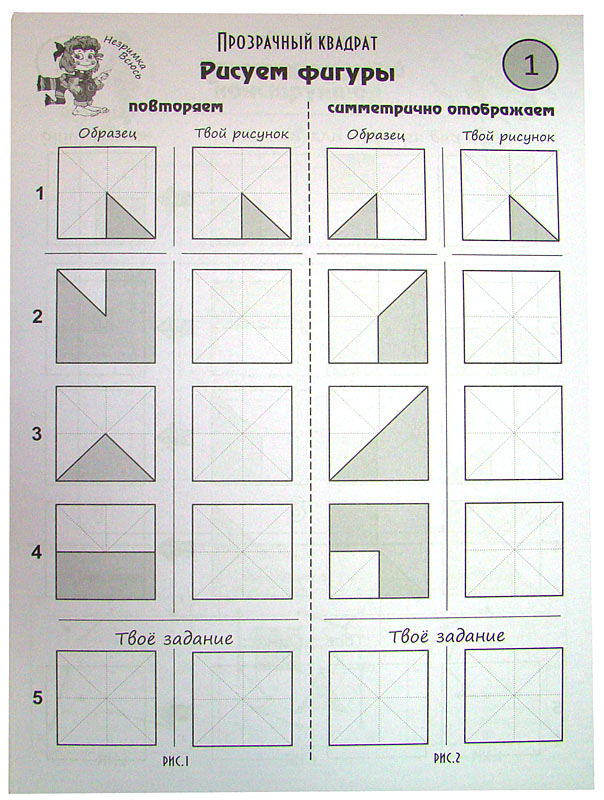 Незримка
Всюсь
Прозрачный квадрат
Рисуем фигуры
1
повторяем
симметрично отображаем
Образец
Твой рисунок
Образец
Твой рисунок
1
2
3
4
Твоё задание
Твоё задание
5
рис.1
рис.2